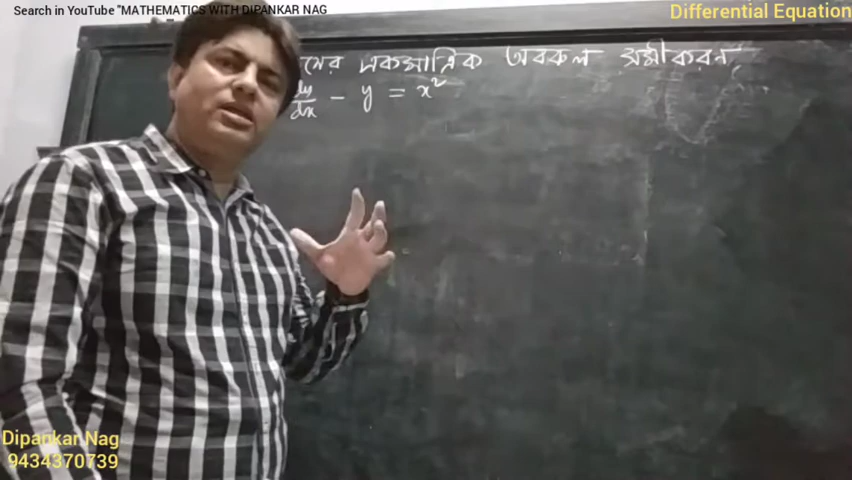 Search in YouTube "MATHEMATICS WITH DIPANKAR NAG
Differential Equation
একমাত্রিক অবকল সমীকরণ
dy/dx - y = x²
Dipankar Nag
9434370739